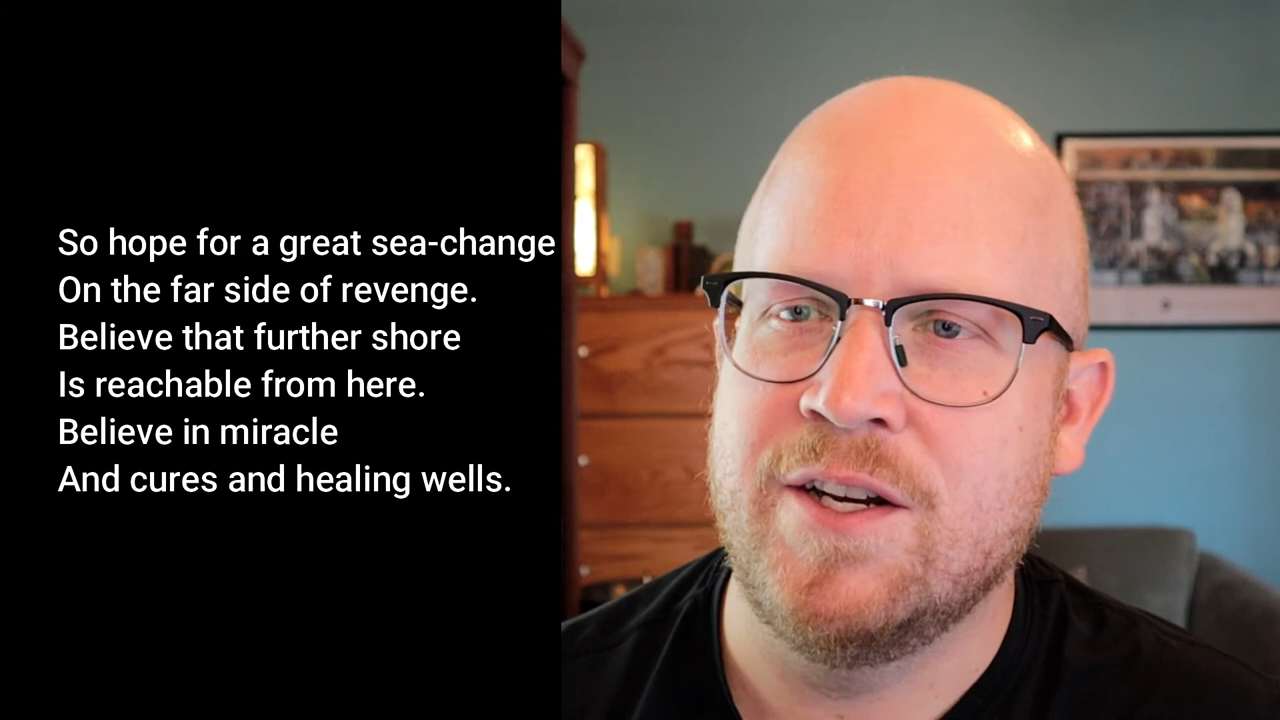 So hope for a great sea-change
On the far side of revenge.
Believe that further shore
Is reachable from here.
Believe in miracle
And cures and healing wells.